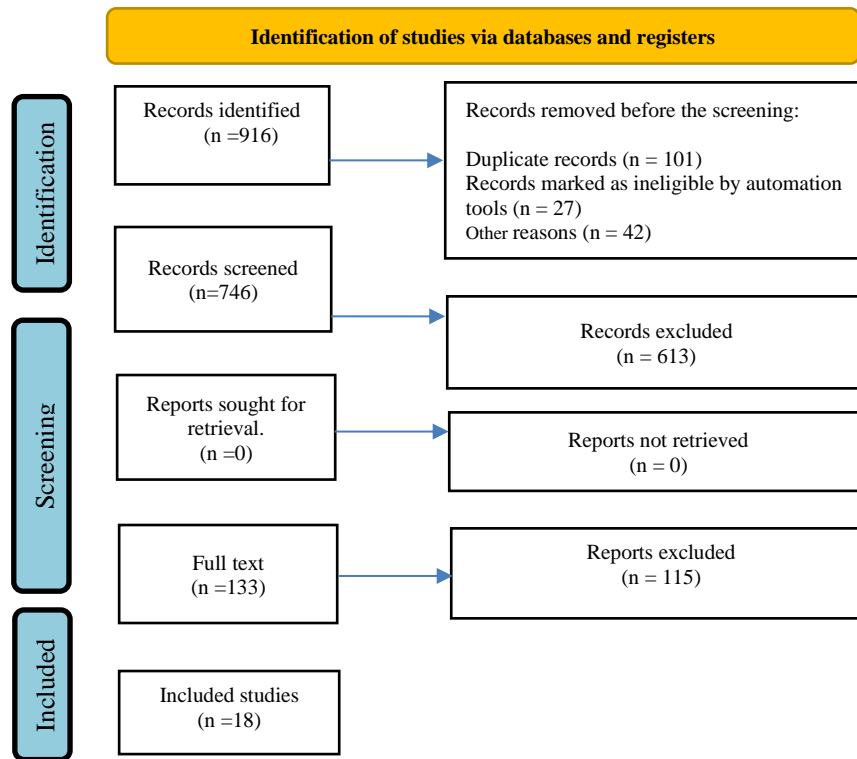 Identification of studies via databases and registers
Identification
Records identified
(n =916)
Records removed before the screening:
Duplicate records (n = 101)
Records marked as ineligible by automation
tools (n = 27)
Other reasons (n = 42)
Records screened
(n=746)
Records excluded
(n = 613)
Screening
Reports sought for
retrieval.
(n =0)
Reports not retrieved
(n = 0)
Full text
(n =133)
Reports excluded
(n = 115)
Included
Included studies
(n =18)